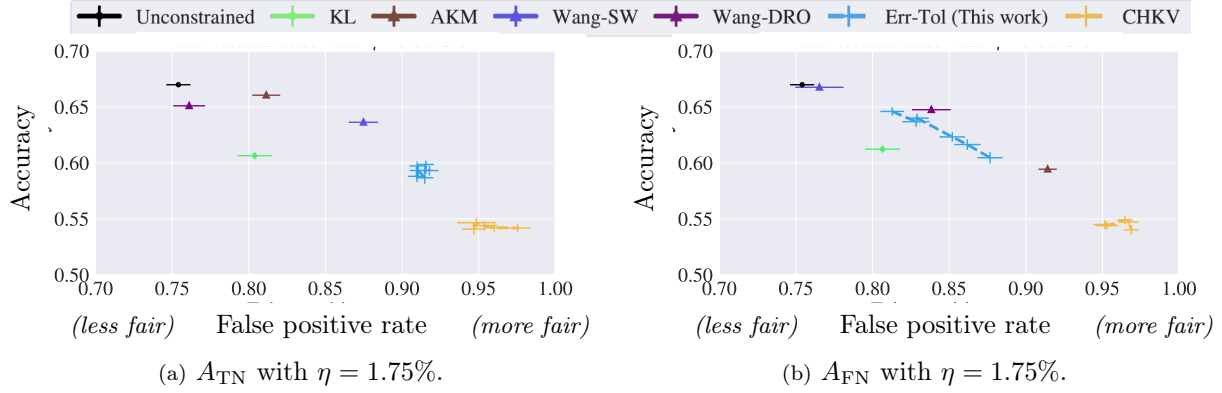 Unconstrained KL AKM Wang-SW Wang-DRO Err-Tol (This work) CHKV
0.70
0.65
0.60
0.55
0.50
Accuracy
0.70 0.75 0.80 0.85 0.90 0.95 1.00
(less fair) False positive rate (more fair)
(a) A_TN with η = 1.75%.
0.70
0.65
0.60
0.55
0.50
Accuracy
0.70 0.75 0.80 0.85 0.90 0.95 1.00
(less fair) False positive rate (more fair)
(b) A_FN with η = 1.75%.